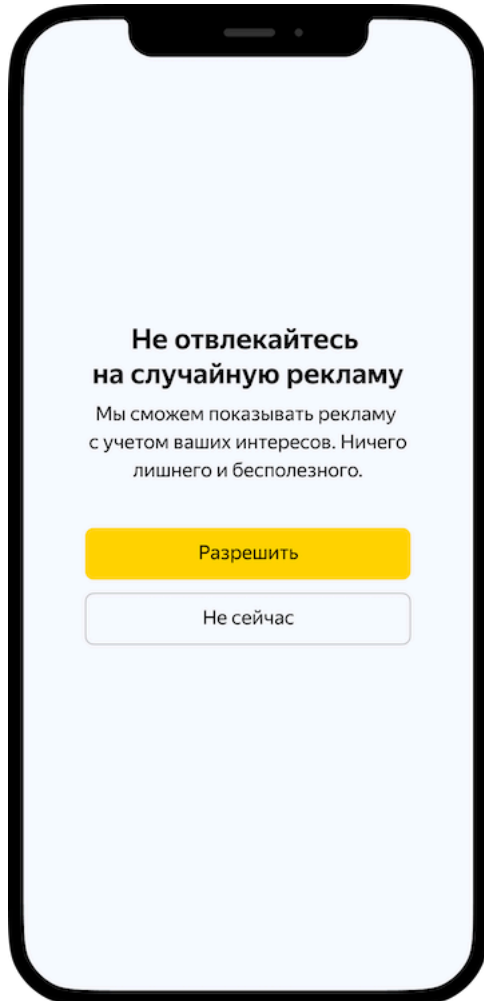 Не отвлекайтесь
на случайную рекламу
Мы сможем показывать рекламу
с учетом ваших интересов. Ничего
лишнего и бесполезного.
Разрешить
Не сейчас